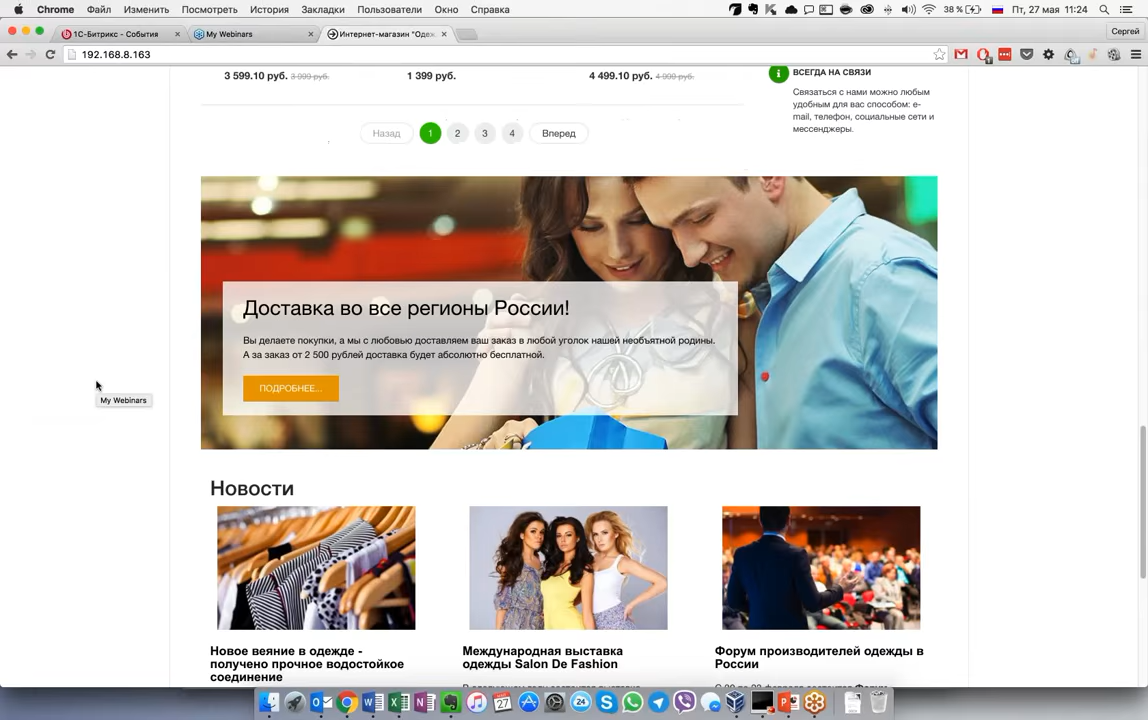 Chrome Файл Изменить Посмотреть История Закладки Пользователи Окно Справка 38 % Пт, 27 мая 11:24
1С-Битрикс - События My Webinars Интернет-магазин "Одеж Сергей
192.168.8.163
3 599.10 руб. 3 999 руб. 1 399 руб. 4 499.10 руб. 4 999 руб.
ВСЕГДА НА СВЯЗИ
Связаться с нами можно любым
удобным для вас способом: e-
mail, телефон, социальные сети и
мессенджеры.
Назад 1 2 3 4 Вперед
Доставка во все регионы России!
Вы делаете покупки, а мы с любовью доставляем ваш заказ в любой уголок нашей необъятной родины.
А за заказ от 2 500 рублей доставка будет абсолютно бесплатной.
ПОДРОБНЕЕ...
My Webinars
Новости
Новое веяние в одежде -
получено прочное водостойкое
соединение
Международная выставка
одежды Salon De Fashion
Форум производителей одежды в
России